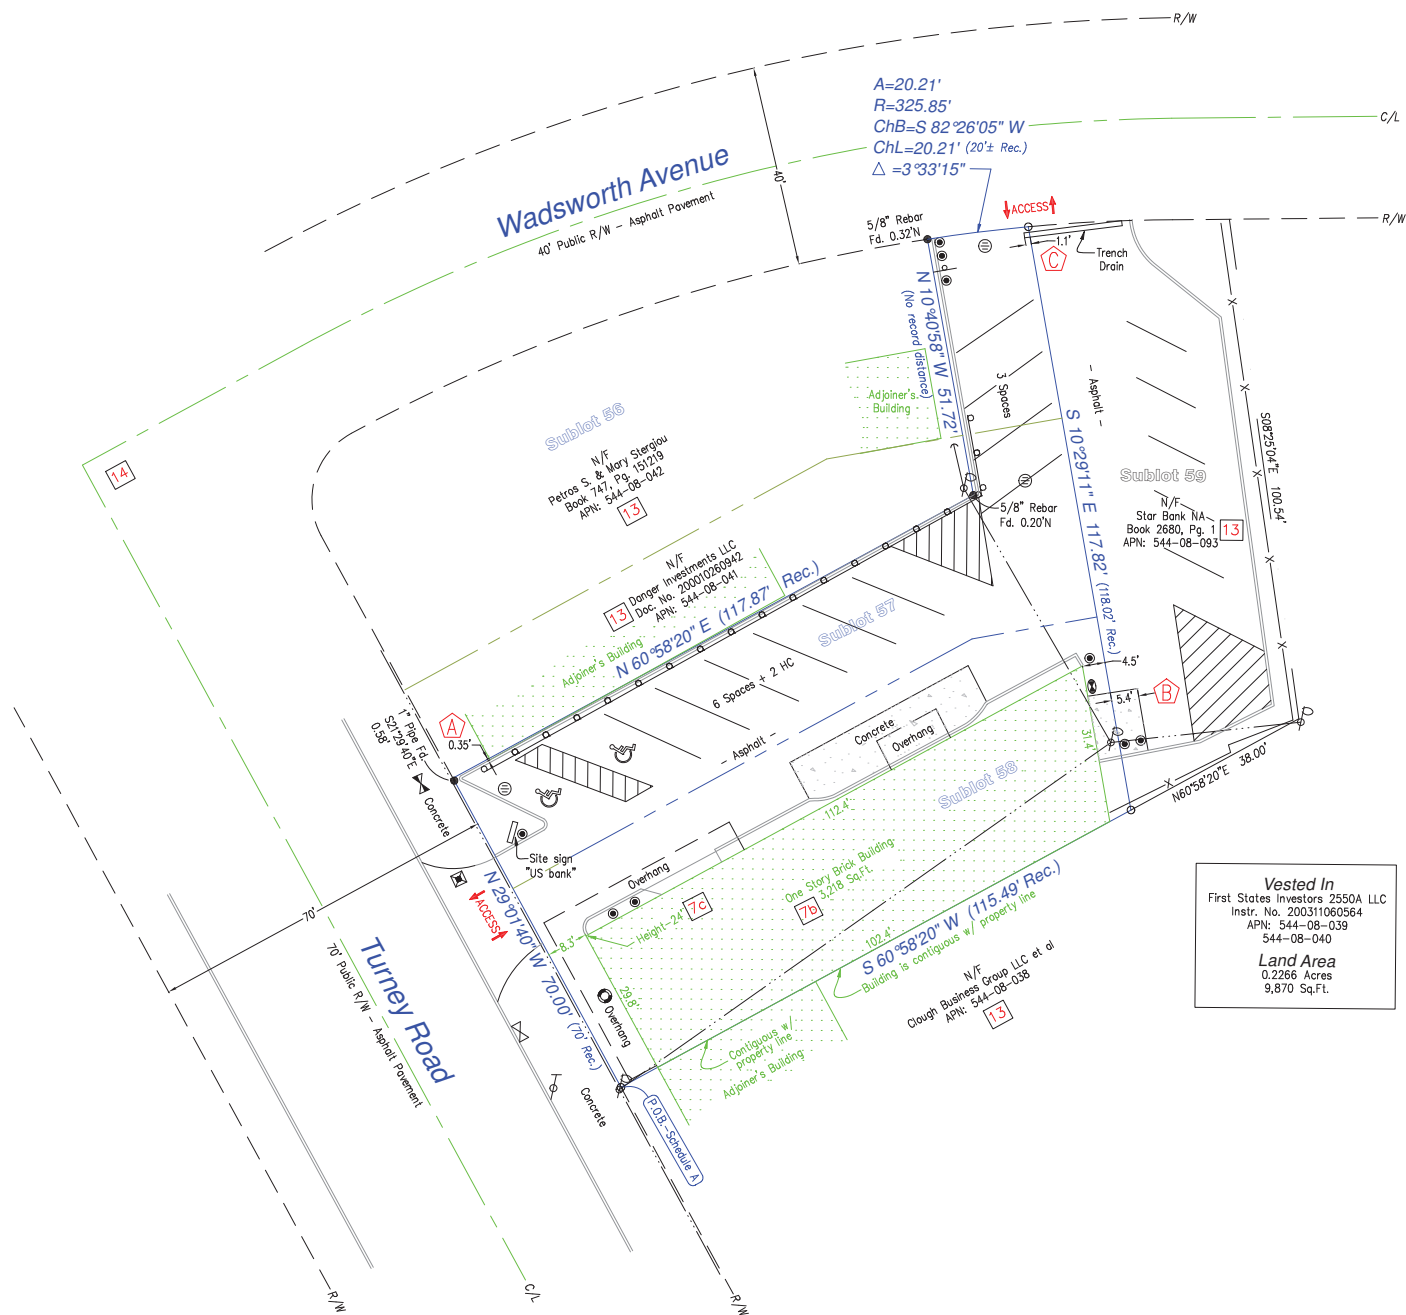 R/W
A=20.21'
R=325.85'
ChB=S 82°26'05" W
ChL=20.21' (20'± Rec.)
△ =3°33'15"
C/L
Wadsworth Avenue
40' Public R/W - Asphalt Pavement
40'
5/8" Rebar
Fd. 0.32'N
ACCESS
R/W
1.1'
C
Trench
Drain
N 10°40'58" W 51.72'
(No record distance)
3 Spaces
- Asphalt -
S 10°29'11" E 117.82' (118.02' Rec.)
S08°25'04"E 100.54'
X
X
X
X
X
X
X
Adjoiner's
Building
Sublot 56
N/F
Petros S. & Mary Stergiou
Book 747, Pg. 151219
APN: 544-08-042
13
14
Sublot 59
N/F
Star Bank NA
Book 2680, Pg. 1
APN: 544-08-093
13
5/8" Rebar
Fd. 0.20'N
N/F
Danger Investments LLC
Doc. No. 200010260942
APN: 544-08-041
13
Adjoiner's Building
N 60°58'20" E (117.87' Rec.)
Sublot 57
6 Spaces + 2 HC
- Asphalt -
A
0.35'
1" Pipe Fd.
S21°29'40"E
0.58'
Concrete
4.5'
B
5.4'
31.4'
Concrete
Overhang
Sublot 58
N60°58'20"E 38.00'
Site sign
"US bank"
Overhang
112.4'
One Story Brick Building
3,218 Sq.Ft.
7b
7c
Height-24'
8.3'
29.8'
102.4'
S 60°58'20" W (115.49' Rec.)
Building is contiguous w/ property line
N 29°01'40" W 70.00' (70' Rec.)
ACCESS
Overhang
70'
Turney Road
70' Public R/W - Asphalt Pavement
N/F
Clough Business Group LLC et al
APN: 544-08-038
13
Contiguous w/
property line
Adjoiner's Building
Concrete
P.O.B.-Schedule A
Vested In
First States Investors 2550A LLC
Instr. No. 200311060564
APN: 544-08-039
544-08-040
Land Area
0.2266 Acres
9,870 Sq.Ft.
R/W
C/L
R/W